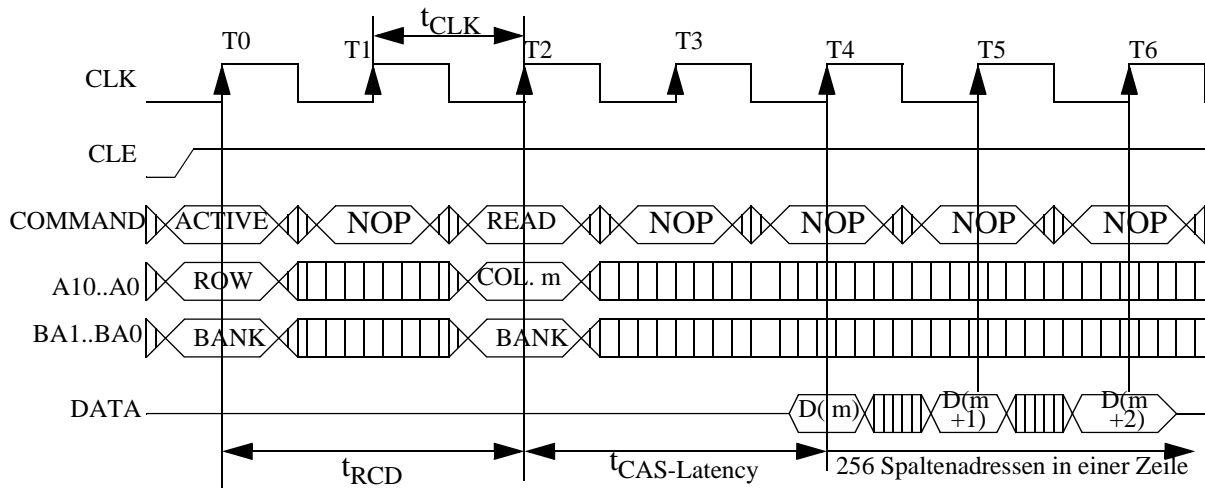 tCLK
T0 T1 T2 T3 T4 T5 T6
CLK
CLE
COMMAND ACTIVE NOP READ NOP NOP NOP NOP
A10..A0 ROW COL. m
BA1..BA0 BANK BANK
DATA D( m) D(m +1) D(m +2)
tRCD tCAS-Latency 256 Spaltenadressen in einer Zeile